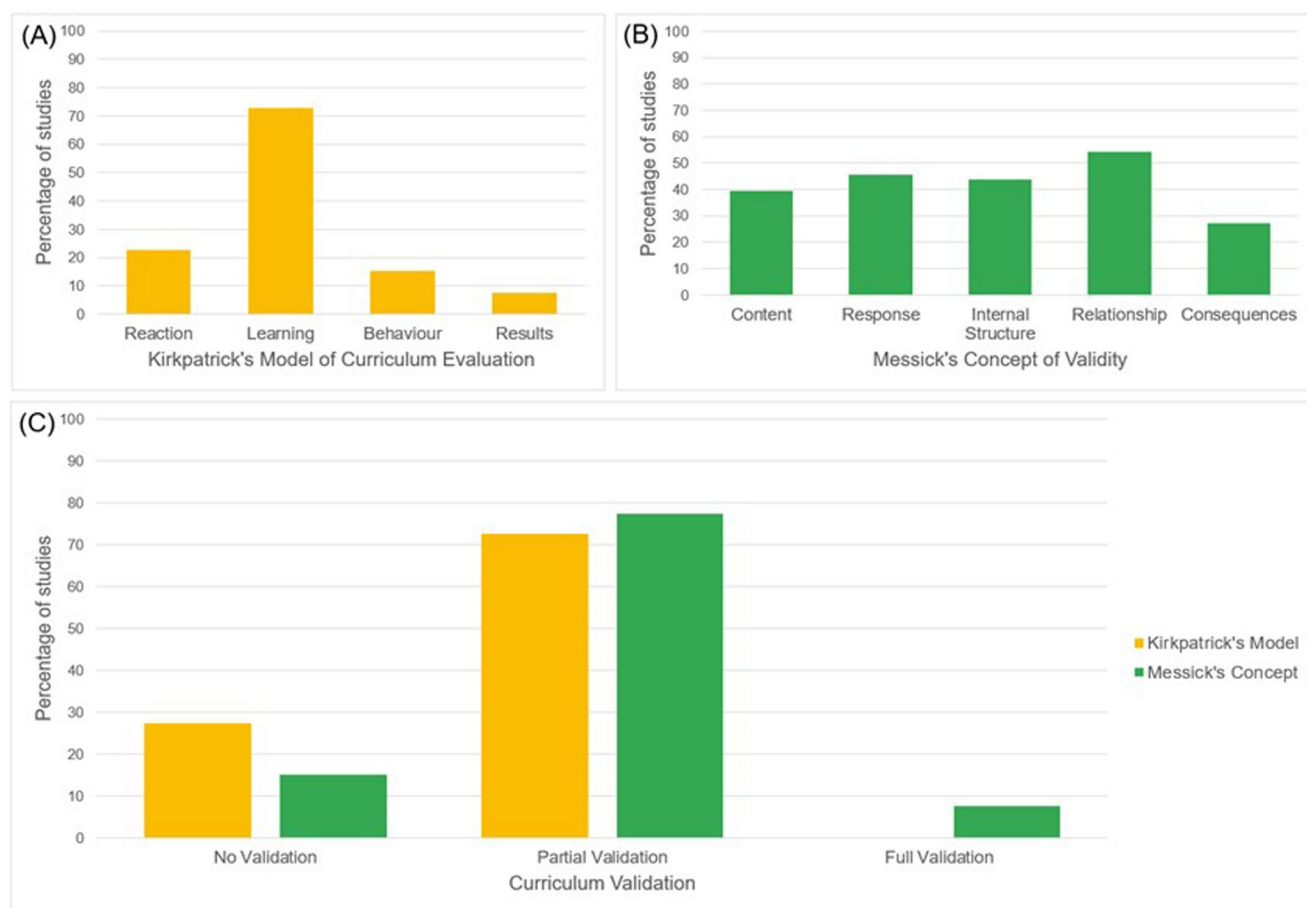 (A)
100
90
80
70
60
50
40
30
20
10
0
Percentage of studies
Reaction
Learning
Behaviour
Results
Kirkpatrick's Model of Curriculum Evaluation
(B)
100
90
80
70
60
50
40
30
20
10
0
Percentage of studies
Content
Response
Internal
Structure
Relationship
Consequences
Messick's Concept of Validity
(C)
100
90
80
70
60
50
40
30
20
10
0
Percentage of studies
No Validation
Partial Validation
Full Validation
Curriculum Validation
Kirkpatrick's Model
Messick's Concept